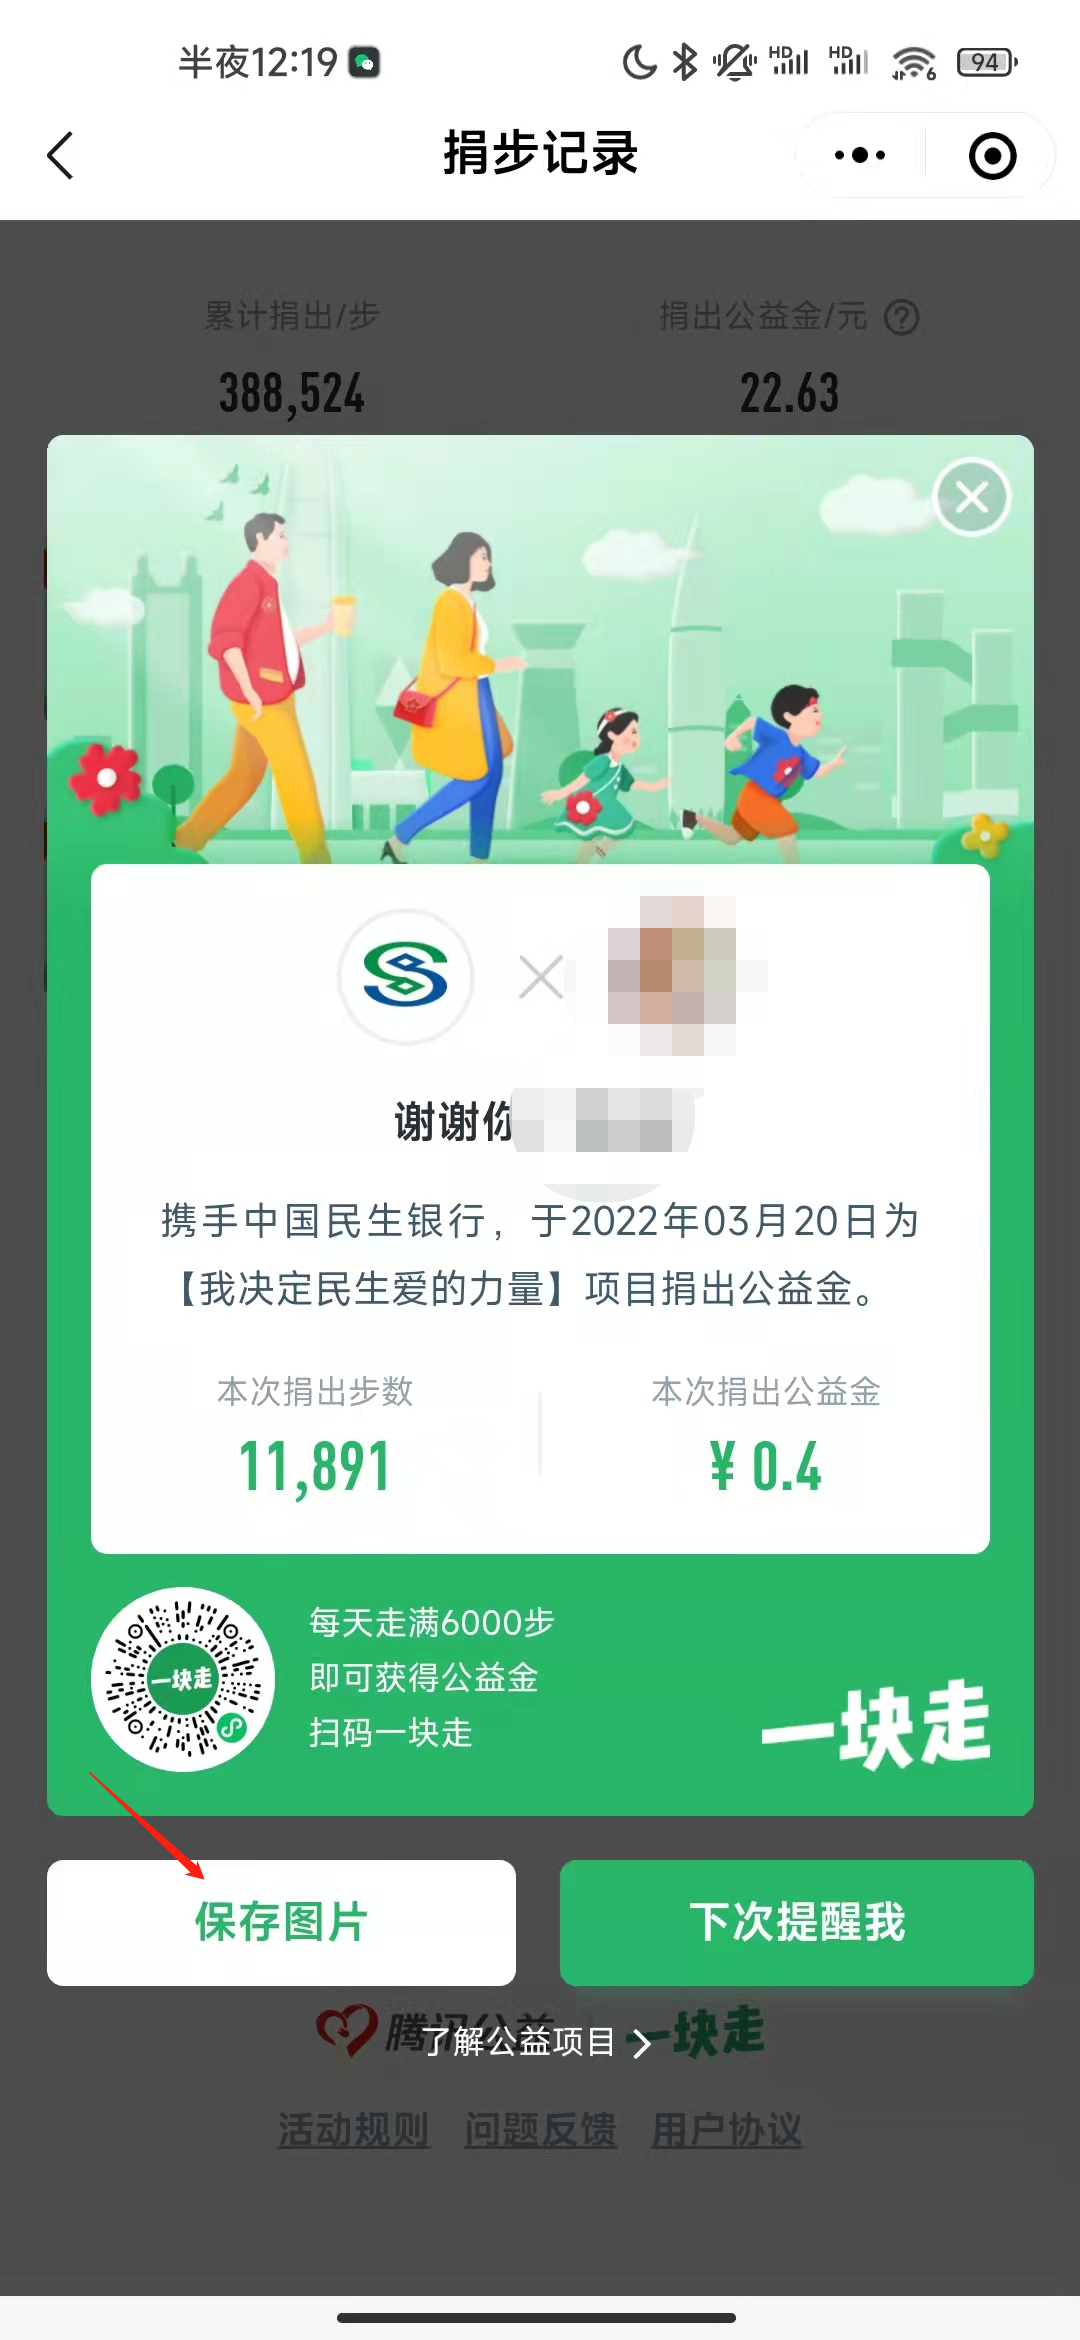 半夜12:19
HD HD 6 94
捐步记录
累计捐出/步
捐出公益金/元 ?
388,524
22.63
谢谢你
携手中国民生银行，于2022年03月20日为
【我决定民生爱的力量】项目捐出公益金。
本次捐出步数
本次捐出公益金
11,891
¥ 0.4
一块走
每天走满6000步
即可获得公益金
扫码一块走
一块走
保存图片
下次提醒我
腾讯公益 一块走
了解公益项目
活动规则 问题反馈 用户协议